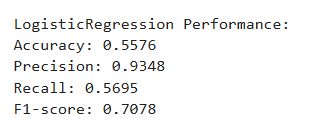 LogisticRegression Performance:
Accuracy: 0.5576
Precision: 0.9348
Recall: 0.5695
F1-score: 0.7078